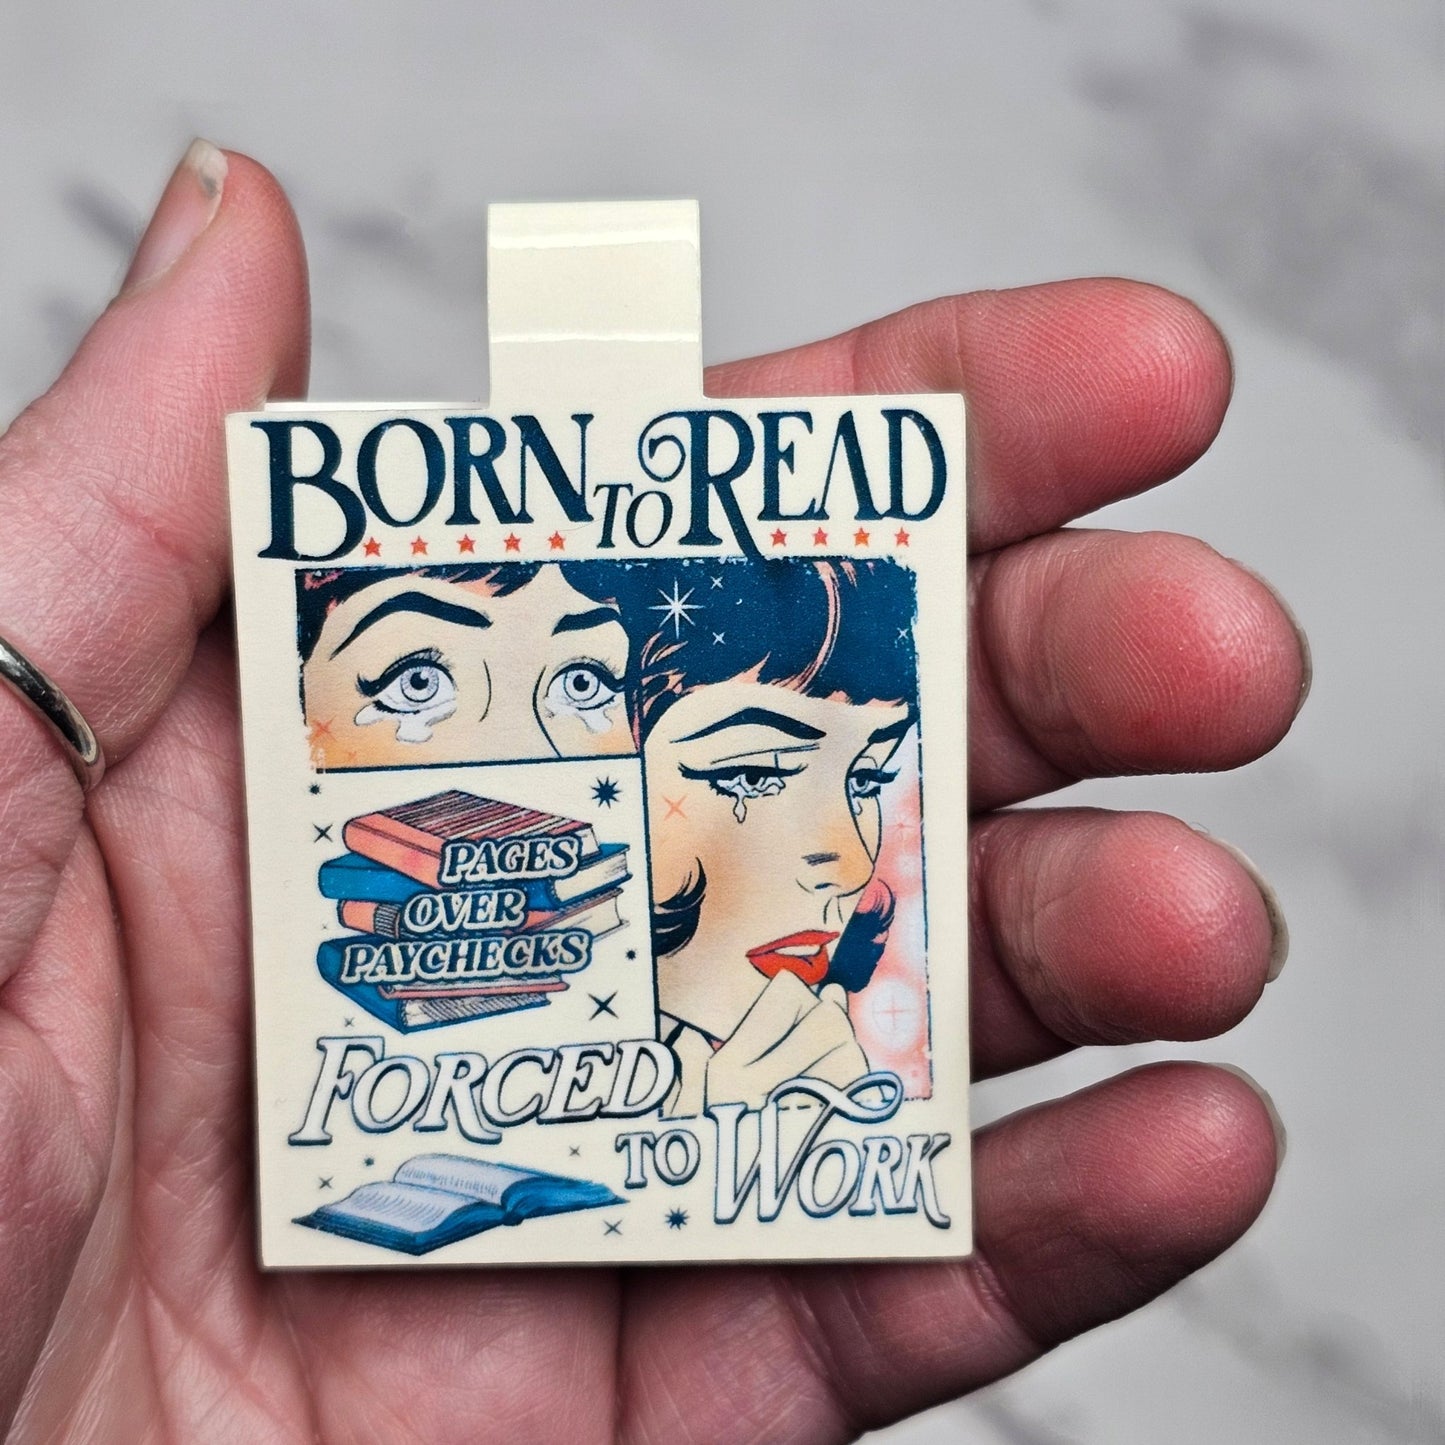 BORN TO READ
PAGES
OVER
PAYCHECKS
FORCED
TO WORK